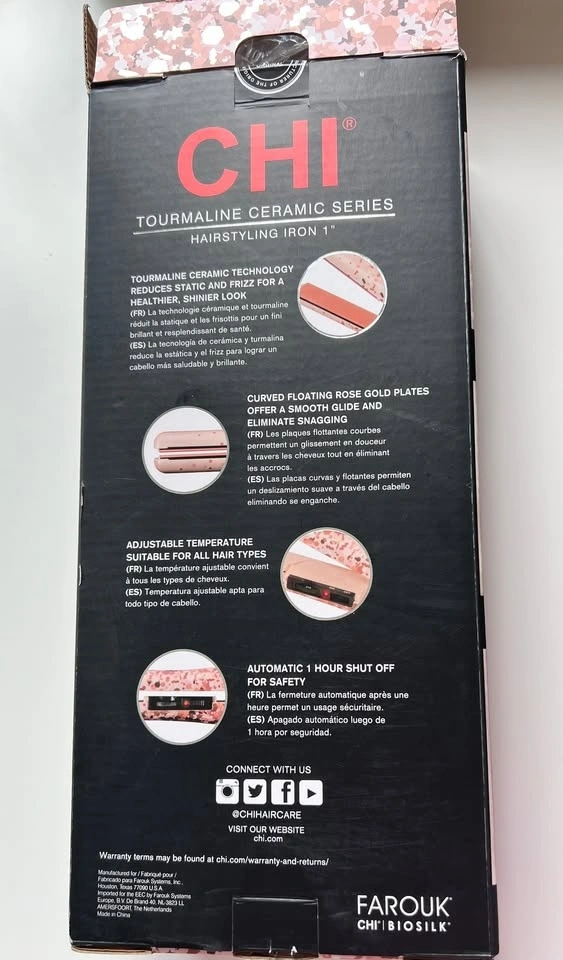 CHI®
TOURMALINE CERAMIC SERIES
HAIRSTYLING IRON 1"
TOURMALINE CERAMIC TECHNOLOGY
REDUCES STATIC AND FRIZZ FOR A
HEALTHIER, SHINIER LOOK
(FR) La technologie céramique et tourmaline
réduit la statique et les frisottis pour un fini
brillant et resplendissant de santé.
(ES) La tecnología de cerámica y turmalina
reduce la estática y el frizz para lograr un
cabello más saludable y brillante.
CURVED FLOATING ROSE GOLD PLATES
OFFER A SMOOTH GLIDE AND
ELIMINATE SNAGGING
(FR) Les plaques flottantes courbes
permettent un glissement en douceur
à travers les cheveux tout en éliminant
les accrocs.
(ES) Las placas curvas y flotantes permiten
un deslizamiento suave a través del cabello
eliminando se enganche.
ADJUSTABLE TEMPERATURE
SUITABLE FOR ALL HAIR TYPES
(FR) La température ajustable convient
à tous les types de cheveux.
(ES) Temperatura ajustable apta para
todo tipo de cabello.
AUTOMATIC 1 HOUR SHUT OFF
FOR SAFETY
(FR) La fermeture automatique après une
heure permet un usage sécuritaire.
(ES) Apagado automático luego de
1 hora por seguridad.
CONNECT WITH US
@CHIHAIRCARE
VISIT OUR WEBSITE
chi.com
Warranty terms may be found at chi.com/warranty-and-returns/
Manufactured for / Fabriqué pour /
Fabricado para Farouk Systems, Inc.,
Houston, Texas 77090 U.S.A.
Imported for the EEC by Farouk Systems
Europe, B.V. De Brand 40, NL-3823 LL
AMERSFOORT, The Netherlands
Made in China
FAROUK®
CHI® | BIOSILK®